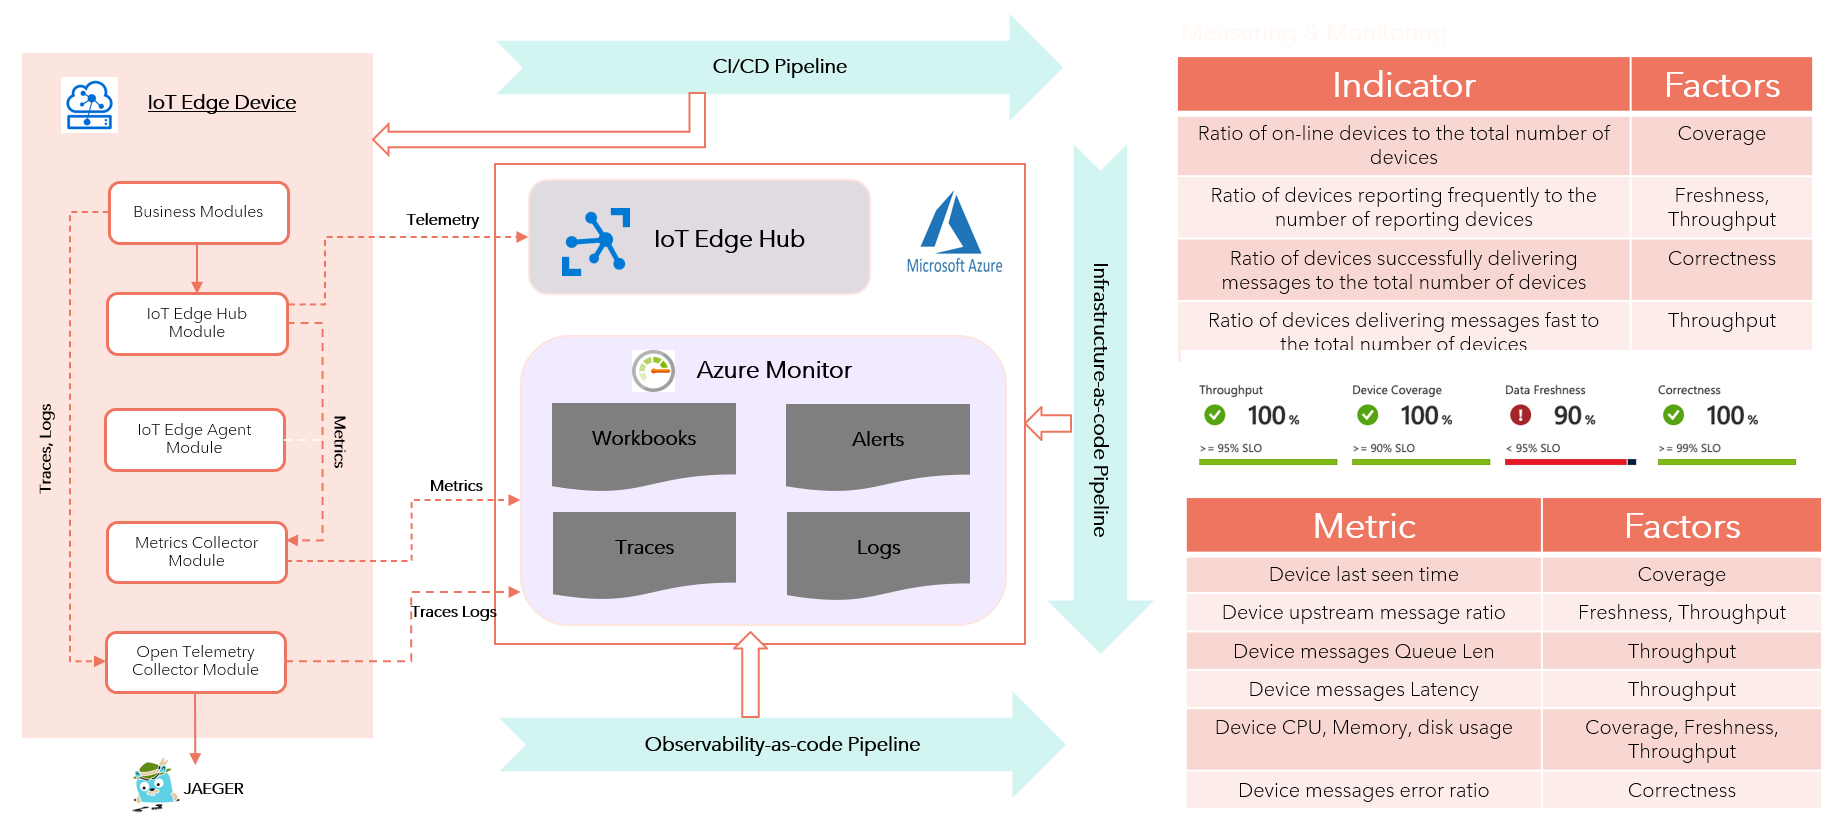 IoT Edge Device
Business Modules
IoT Edge Hub
Module
IoT Edge Agent
Module
Metrics Collector
Module
Open Telemetry
Collector Module
Traces, Logs
Metrics
JAEGER
CI/CD Pipeline
Telemetry
Metrics
Traces Logs
IoT Edge Hub
Microsoft Azure
Azure Monitor
Workbooks
Alerts
Traces
Logs
Observability-as-code Pipeline
Infrastructure-as-code Pipeline
Measuring & Monitoring
Indicator Factors
Ratio of on-line devices to the total number of Coverage
devices
Ratio of devices reporting frequently to the Freshness,
number of reporting devices Throughput
Ratio of devices successfully delivering Correctness
messages to the total number of devices
Ratio of devices delivering messages fast to Throughput
the total number of devices
Throughput Device Coverage Data Freshness Correctness
100 % 100 % ! 90 % 100 %
>= 95% SLO >= 90% SLO < 95% SLO >= 99% SLO
Metric Factors
Device last seen time Coverage
Device upstream message ratio Freshness, Throughput
Device messages Queue Len Throughput
Device messages Latency Throughput
Device CPU, Memory, disk usage Coverage, Freshness,
Throughput
Device messages error ratio Correctness